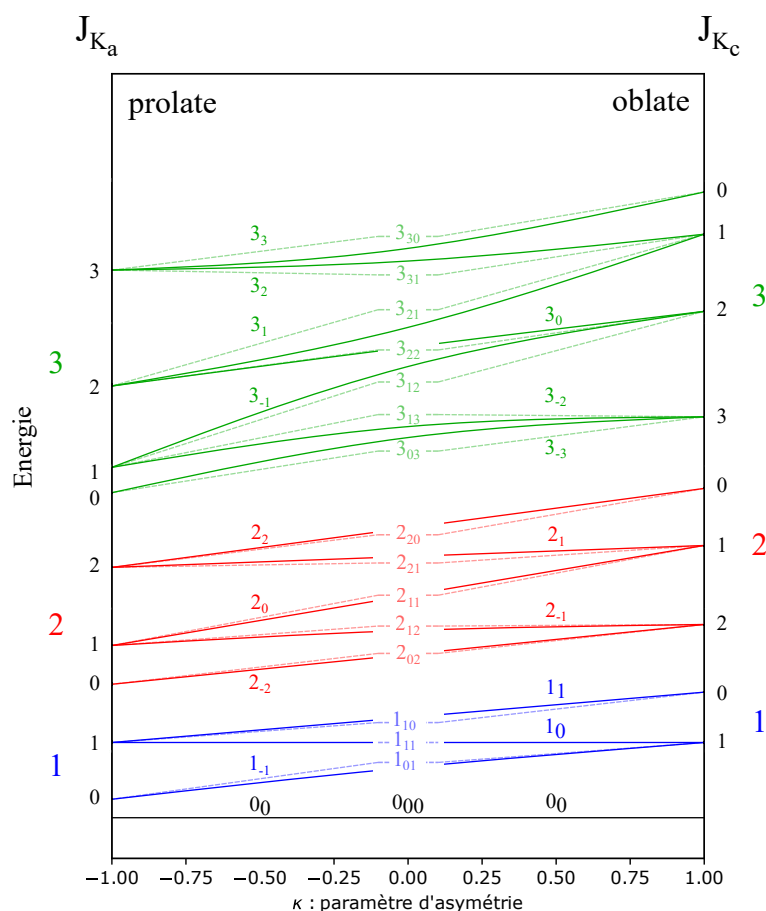 J_Ka J_Kc
prolate oblate
0
3_3 3_30 1
3 3_2 3_31
3_21 3
3_1 3_0 2
3 3_22
2 3_12
3_-1 3_-2
3_13 3
Energie 1 3_03 3_-3
0 0
2_2 2_20 2_1 1 2
2 2_21
2_0 2_11 2_-1
2 1 2_12 2
0 2_-2 2_02
1_1 0
1_10 1_0 1
1 1 1_11 1
1_-1 1_01
0 0_0 0_00 0_0
−1.00 −0.75 −0.50 −0.25 0.00 0.25 0.50 0.75 1.00
κ : paramètre d'asymétrie